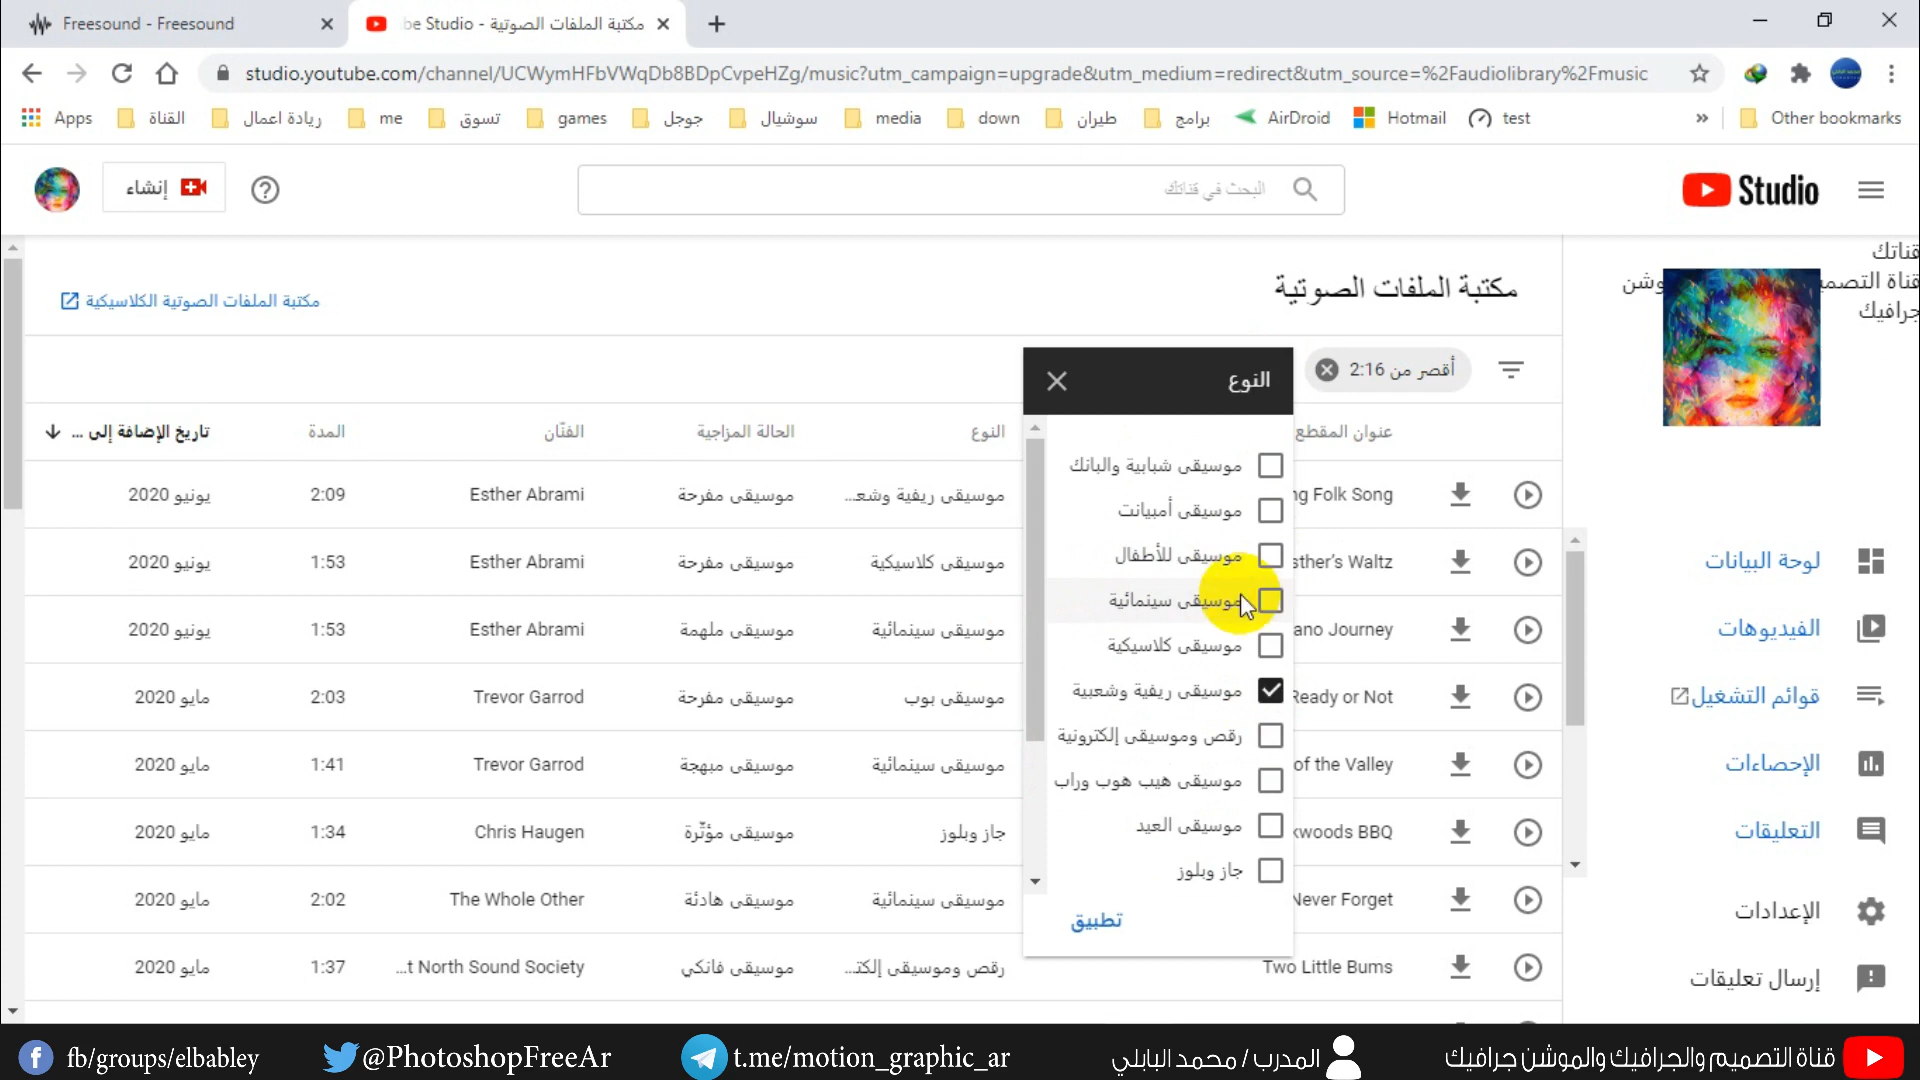 Freesound - Freesound
be Studio - مكتبة الملفات الصوتية
studio.youtube.com/channel/UCWymHFbVWqDb8BDpCvpeHZg/music?utm_campaign=upgrade&utm_medium=redirect&utm_source=%2Faudiolibrary%2Fmusic
Apps القناة ريادة اعمال me تسوق games جوجل سوشيال media down طيران برامج AirDroid Hotmail test » Other bookmarks
إنشاء
البحث في قناتك
Studio
قناتك
قناة التصميم
وشن
جرافيك
مكتبة الملفات الصوتية
مكتبة الملفات الصوتية الكلاسيكية
أقصر من 2:16
النوع
عنوان المقطع
النوع
الحالة المزاجية
الفنّان
المدة
تاريخ الإضافة إلى ...
موسيقى شبابية والبانك
موسيقى أمبيانت
موسيقى للأطفال
موسيقى سينمائية
موسيقى كلاسيكية
موسيقى ريفية وشعبية
رقص وموسيقى إلكترونية
موسيقى هيب هوب وراب
موسيقى العيد
جاز وبلوز
تطبيق
ng Folk Song موسيقى ريفية وشعـ... موسيقى مفرحة Esther Abrami 2:09 يونيو 2020
sther's Waltz موسيقى كلاسيكية موسيقى مفرحة Esther Abrami 1:53 يونيو 2020
ano Journey موسيقى سينمائية موسيقى ملهمة Esther Abrami 1:53 يونيو 2020
Ready or Not موسيقى بوب موسيقى مفرحة Trevor Garrod 2:03 مايو 2020
of the Valley موسيقى سينمائية موسيقى مبهجة Trevor Garrod 1:41 مايو 2020
kwoods BBQ جاز وبلوز موسيقى مؤثّرة Chris Haugen 1:34 مايو 2020
Never Forget موسيقى سينمائية موسيقى هادئة The Whole Other 2:02 مايو 2020
Two Little Bums رقص وموسيقى إلكتـ... موسيقى فانكي ...t North Sound Society 1:37 مايو 2020
لوحة البيانات
الفيديوهات
قوائم التشغيل
الإحصاءات
التعليقات
الإعدادات
إرسال تعليقات
fb/groups/elbabley
@PhotoshopFreeAr
t.me/motion_graphic_ar
المدرب / محمد البابلي
قناة التصميم والجرافيك والموشن جرافيك